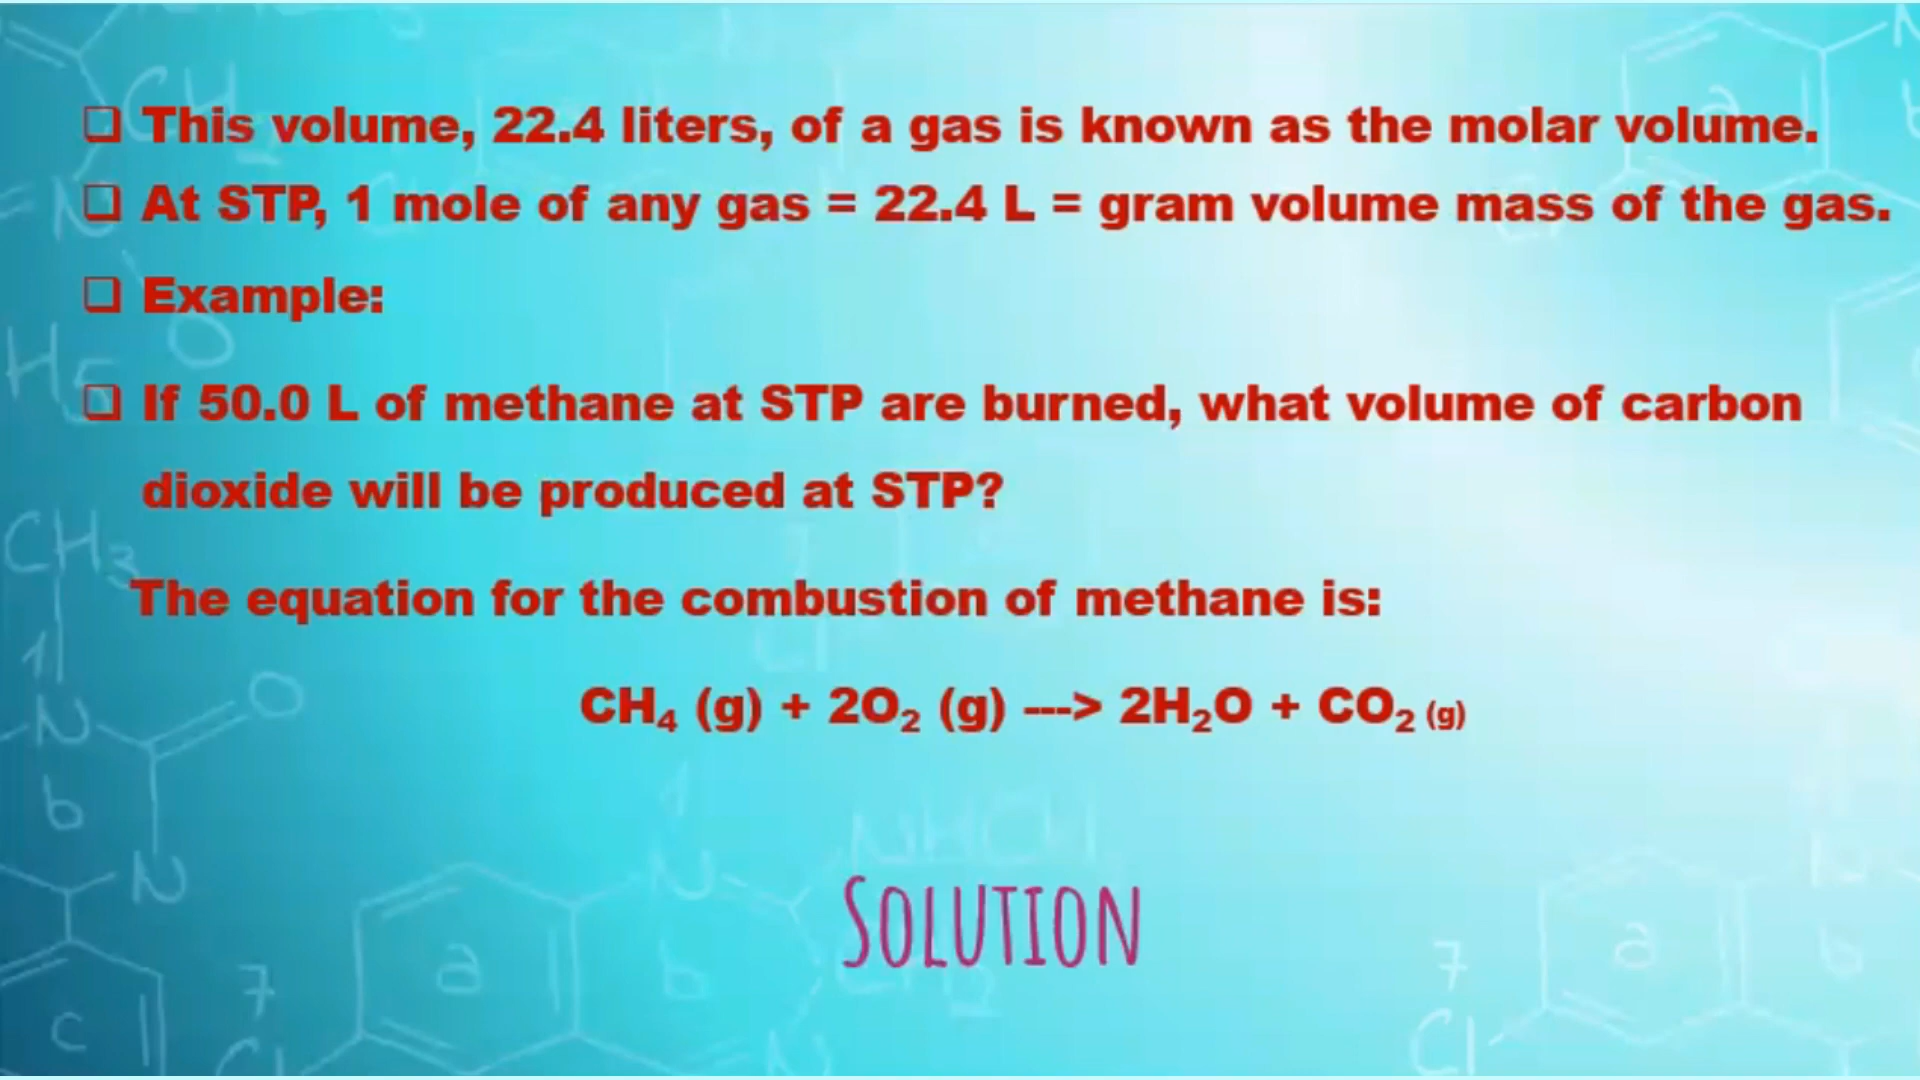 This volume, 22.4 liters, of a gas is known as the molar volume.
At STP, 1 mole of any gas = 22.4 L = gram volume mass of the gas.
Example:
If 50.0 L of methane at STP are burned, what volume of carbon
dioxide will be produced at STP?
The equation for the combustion of methane is:
CH₄ (g) + 2O₂ (g) ---> 2H₂O + CO₂ (g)
SOLUTION